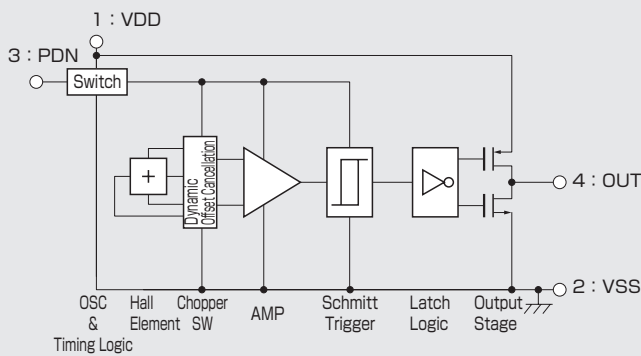 1 : VDD
3 : PDN
Switch
Dynamic
Offset Cancellation
4 : OUT
2 : VSS
OSC
&
Timing Logic
Hall
Element
Chopper
SW
AMP
Schmitt
Trigger
Latch
Logic
Output
Stage